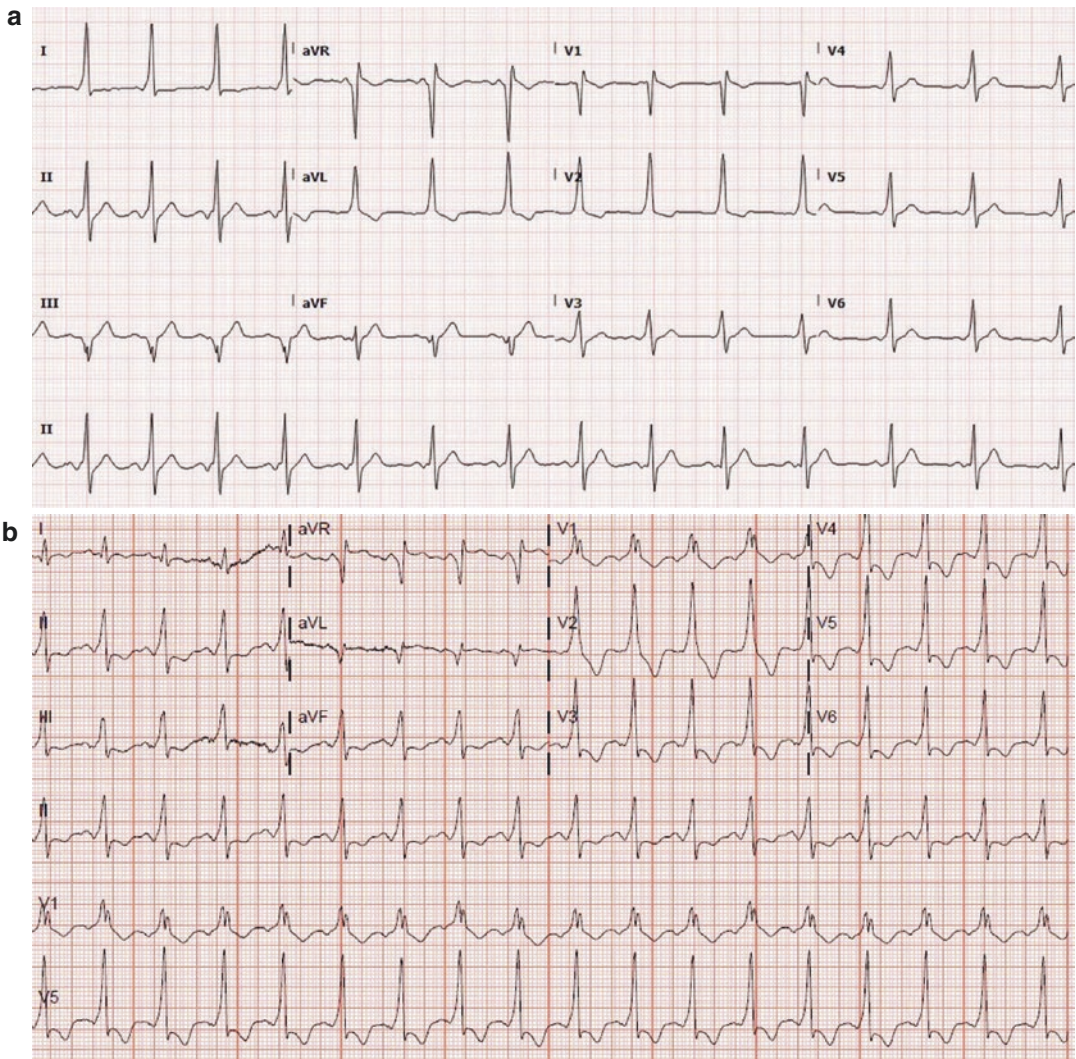 a
I aVR V1 V4
II aVL V2 V5
III aVF V3 V6
II
b
I aVR V1 V4
II aVL V2 V5
III aVF V3 V6
II
V1
V5